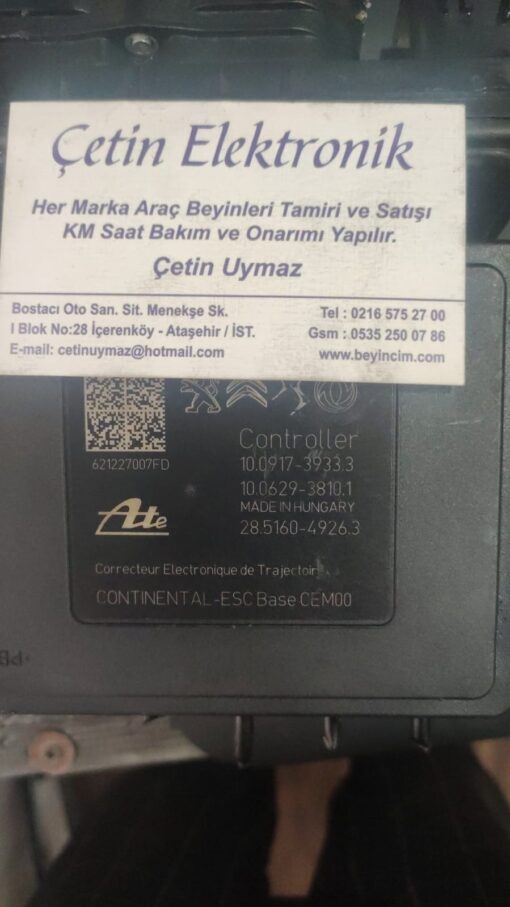 Çetin Elektronik
Her Marka Araç Beyinleri Tamiri ve Satışı
KM Saat Bakım ve Onarımı Yapılır.
Çetin Uymaz
Bostacı Oto San. Sit. Menekşe Sk.
I Blok No:28 İçerenköy - Ataşehir / İST.
E-mail: cetinuymaz@hotmail.com
Tel : 0216 575 27 00
Gsm : 0535 250 07 86
www.beyincim.com
621227007FD
Controller
10.0917-3933.3
10.0629-3810.1
MADE IN HUNGARY
28.5160-4926.3
Ate
Correcteur Electronique de Trajectoir
CONTINENTAL-ESC Base CEM00